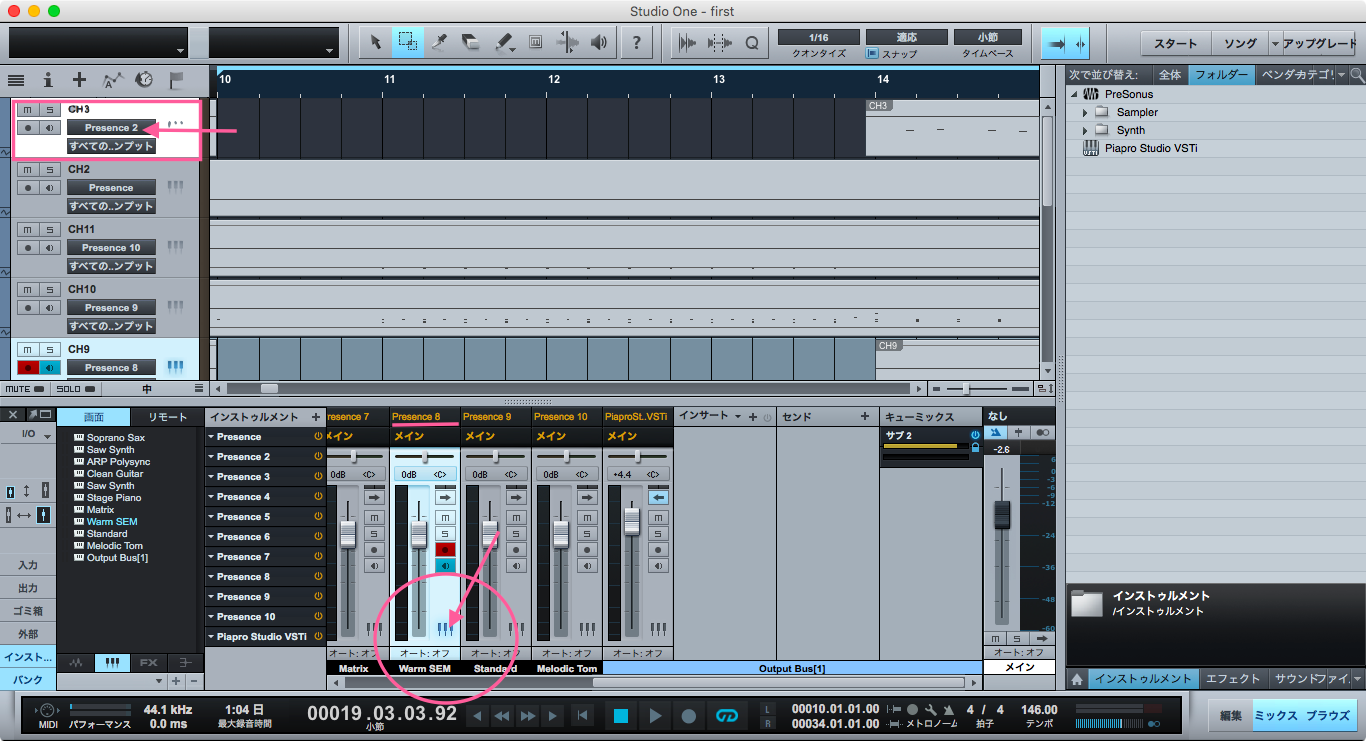 Studio One - first
1/16
クオンタイズ
適応
スナップ
小節
タイムベース
スタート
ソング
アップグレード
?
Q
10
11
12
13
14
次で並び替え:
全体
フォルダー
ベンダ
カテゴリ
PreSonus
Sampler
Synth
Piapro Studio VSTi
M S CH3
Presence 2
すべての..ンプット
CH3
M S CH2
Presence
すべての..ンプット
M S CH11
Presence 10
すべての..ンプット
M S CH10
Presence 9
すべての..ンプット
M S CH9
Presence 8
CH9
MUTE
SOLO
中
I/O
入力
出力
ゴミ箱
外部
インスト...
バンク
画面
リモート
Soprano Sax
Saw Synth
ARP Polysync
Clean Guitar
Saw Synth
Stage Piano
Matrix
Warm SEM
Standard
Melodic Tom
Output Bus[1]
FX
インストゥルメント
Presence
Presence 2
Presence 3
Presence 4
Presence 5
Presence 6
Presence 7
Presence 8
Presence 9
Presence 10
Piapro Studio VSTi
resence 7
メイン
0dB
<C>
M
S
オート: オフ
Matrix
Presence 8
メイン
0dB
<C>
M
S
オート: オフ
Warm SEM
Presence 9
メイン
0dB
<C>
M
S
オート: オフ
Standard
Presence 10
メイン
0dB
<C>
M
S
オート: オフ
Melodic Tom
PiaproSt..VSTi
メイン
+4.4
<C>
M
S
オート: オフ
Output Bus[1]
インサート
センド
キューミックス
サブ 2
なし
-2.6
6
0
-3
-6
-9
-12
-24
-36
-48
-60
M S
オート: オフ
メイン
インストゥルメント
/インストゥルメント
インストゥルメント
エフェクト
サウンド
ファイ.
MIDI
パフォーマンス
44.1 kHz
0.0 ms
1:04 日
最大録音時間
00019.03.03.92
小節
L
R
00010.01.01.00
00034.01.01.00
メトロノーム
4 / 4
拍子
146.00
テンポ
編集
ミックス
ブラウズ